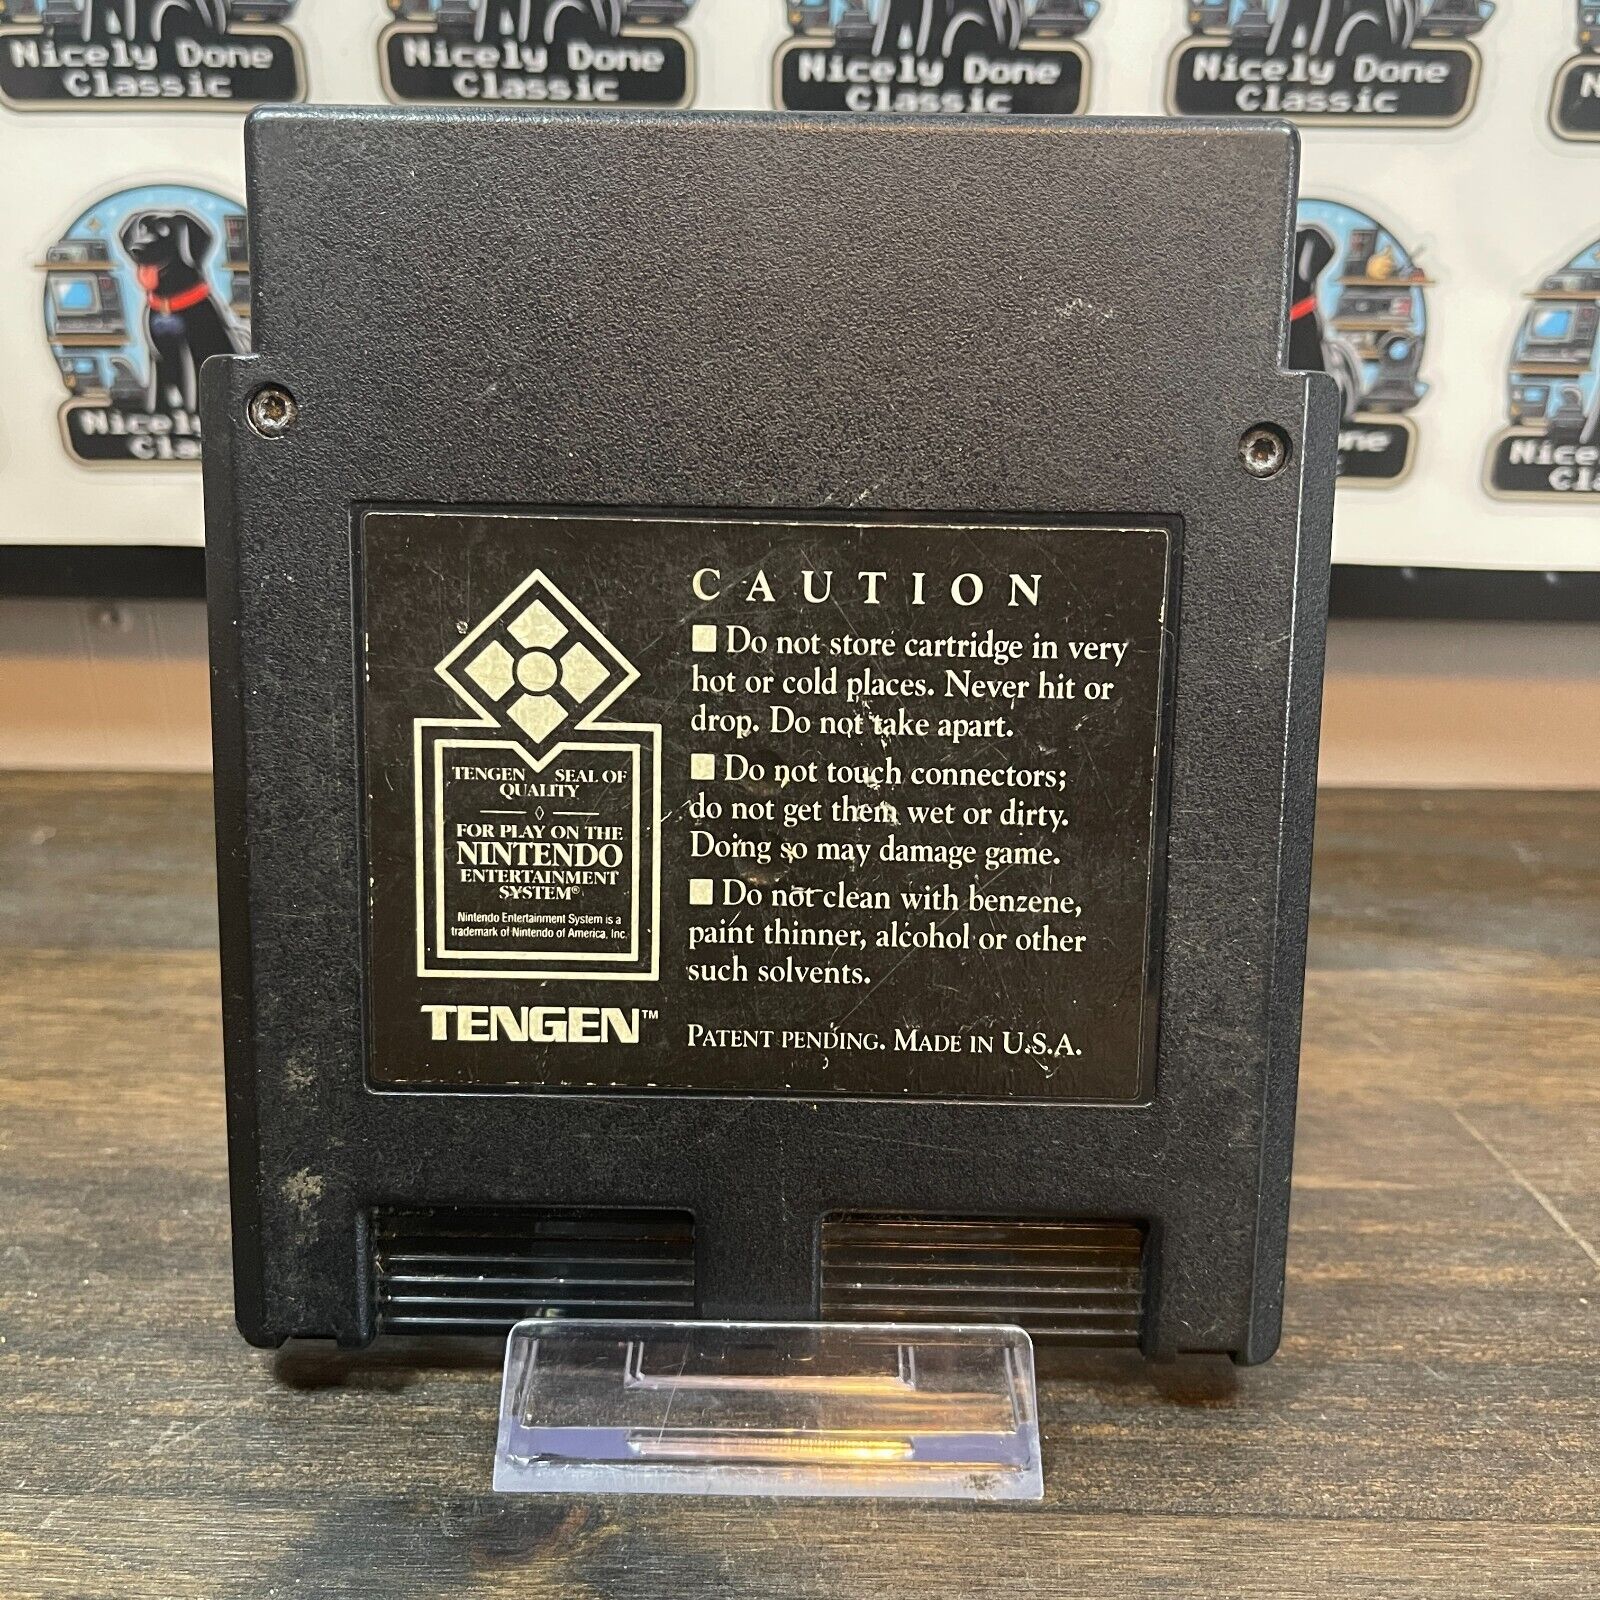 Nicely Done
Classic
Nicely Done
Classic
Nicely Done
Classic
Nicely Done
Classic
CAUTION
■ Do not store cartridge in very
hot or cold places. Never hit or
drop. Do not take apart.
■ Do not touch connectors;
do not get them wet or dirty.
Doing so may damage game.
■ Do not clean with benzene,
paint thinner, alcohol or other
such solvents.
PATENT PENDING. MADE IN U.S.A.
TENGEN SEAL OF
QUALITY
FOR PLAY ON THE
NINTENDO
ENTERTAINMENT
SYSTEM®
Nintendo Entertainment System is a
trademark of Nintendo of America, Inc.
TENGEN™